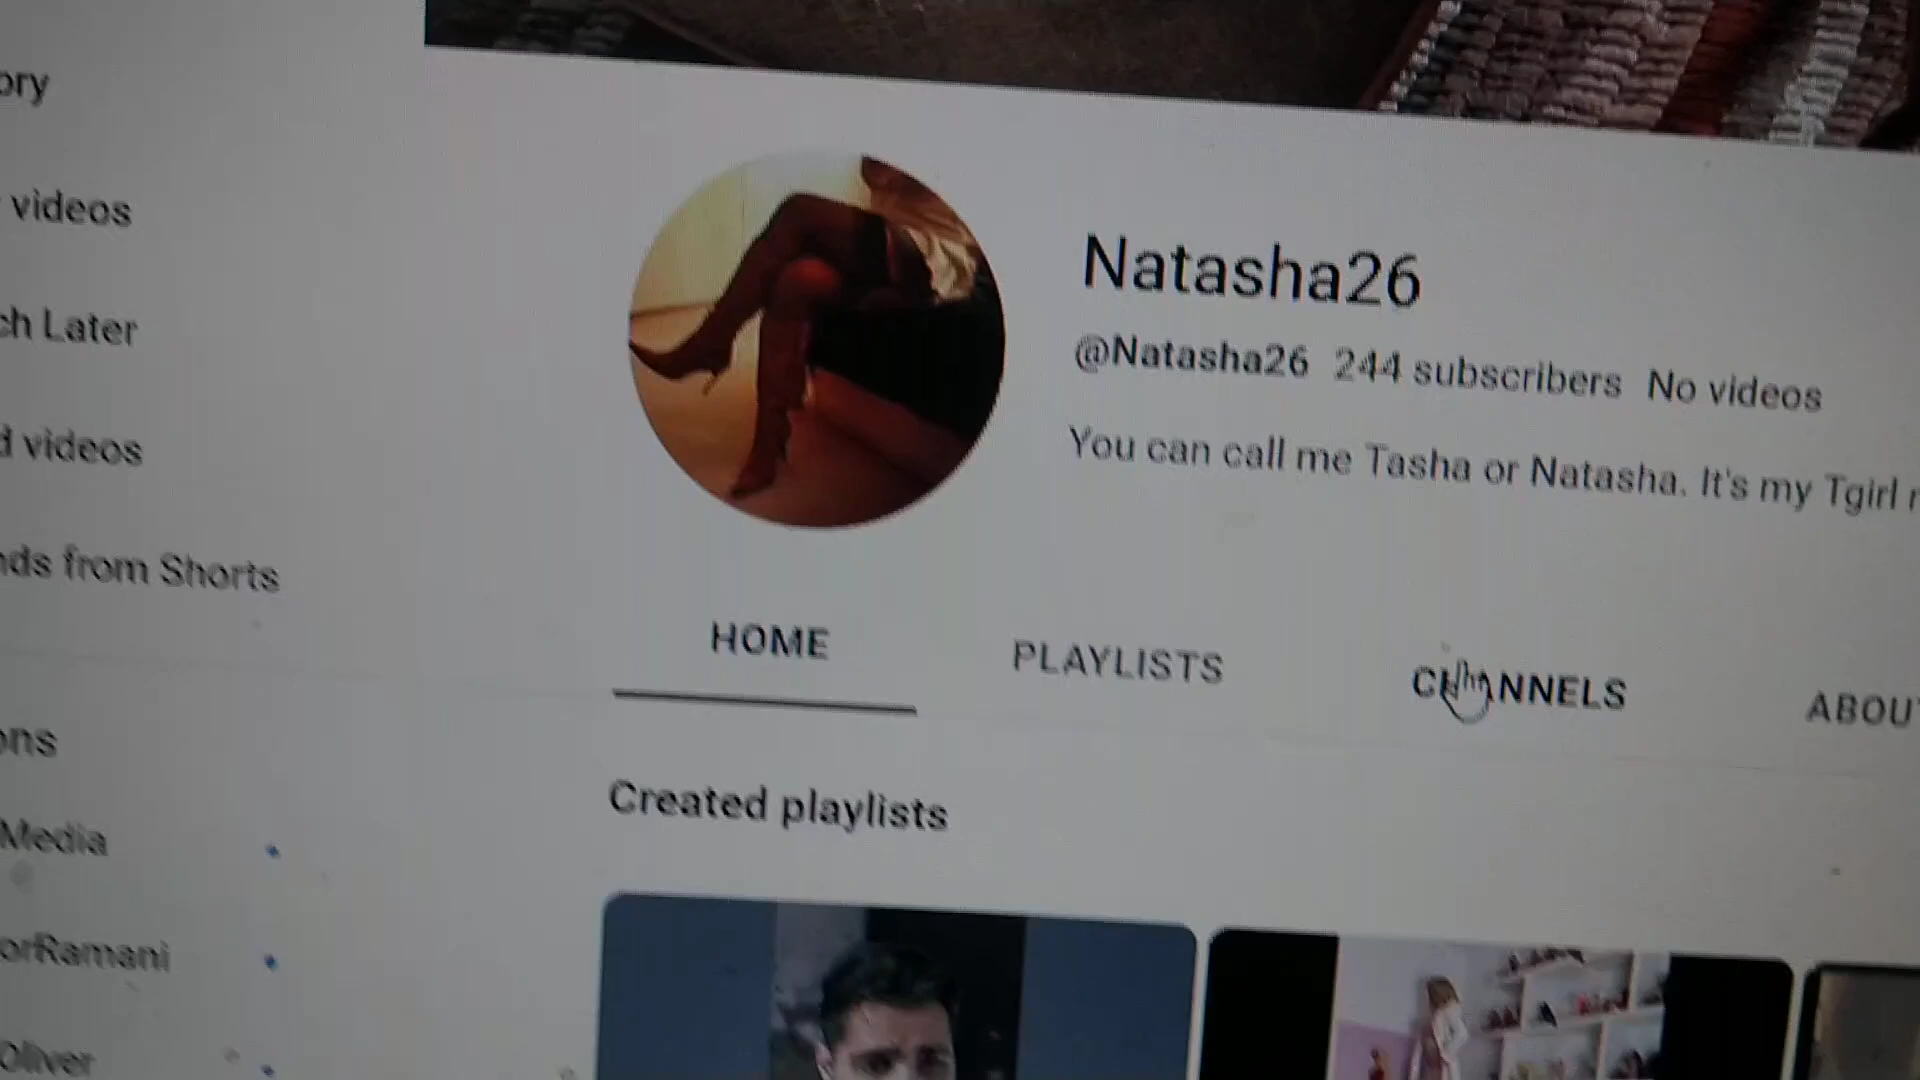 ory
videos
ch Later
d videos
nds from Shorts
ons
Media
orRamani
Oliver
Natasha26
@Natasha26 244 subscribers No videos
You can call me Tasha or Natasha. It's my Tgirl
HOME PLAYLISTS CHANNELS ABOU
Created playlists